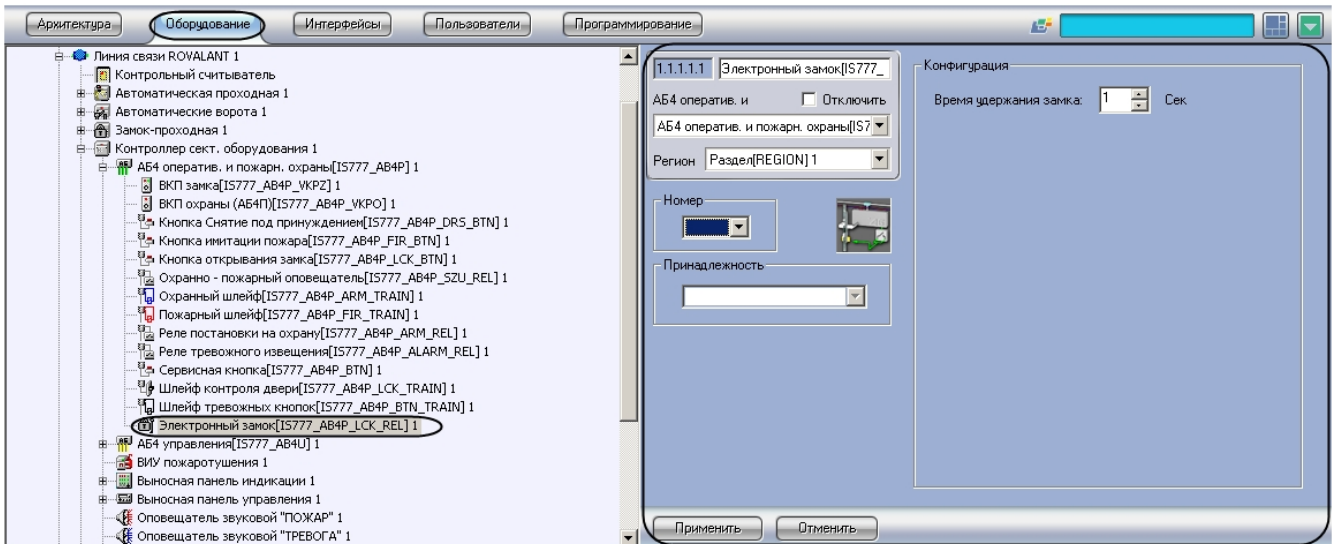 Архитектура Оборудование Интерфейсы Пользователи Программирование
Линия связи ROVALANT 1
Контрольный считыватель
Автоматическая проходная 1
Автоматические ворота 1
Замок-проходная 1
Контроллер сект. оборудования 1
АБ4 оператив. и пожарн. охраны[IS777_AB4P] 1
ВКП замка[IS777_AB4P_VKPZ] 1
ВКП охраны (АБ4П)[IS777_AB4P_VKPO] 1
Кнопка Снятие под принуждением[IS777_AB4P_DRS_BTN] 1
Кнопка имитации пожара[IS777_AB4P_FIR_BTN] 1
Кнопка открывания замка[IS777_AB4P_LCK_BTN] 1
Охранно - пожарный оповещатель[IS777_AB4P_SZU_REL] 1
Охранный шлейф[IS777_AB4P_ARM_TRAIN] 1
Пожарный шлейф[IS777_AB4P_FIR_TRAIN] 1
Реле постановки на охрану[IS777_AB4P_ARM_REL] 1
Реле тревожного извещения[IS777_AB4P_ALARM_REL] 1
Сервисная кнопка[IS777_AB4P_BTN] 1
Шлейф контроля двери[IS777_AB4P_LCK_TRAIN] 1
Шлейф тревожных кнопок[IS777_AB4P_BTN_TRAIN] 1
Электронный замок[IS777_AB4P_LCK_REL] 1
АБ4 управления[IS777_AB4U] 1
ВИУ пожаротушения 1
Выносная панель индикации 1
Выносная панель управления 1
Оповещатель звуковой "ПОЖАР" 1
Оповещатель звуковой "ТРЕВОГА" 1
1.1.1.1.1 Электронный замок[IS777_
АБ4 оператив. и Отключить
АБ4 оператив. и пожарн. охраны[IS7
Регион Раздел[REGION] 1
Номер
Принадлежность
Конфигурация
Время удержания замка: 1 Сек
Применить Отменить